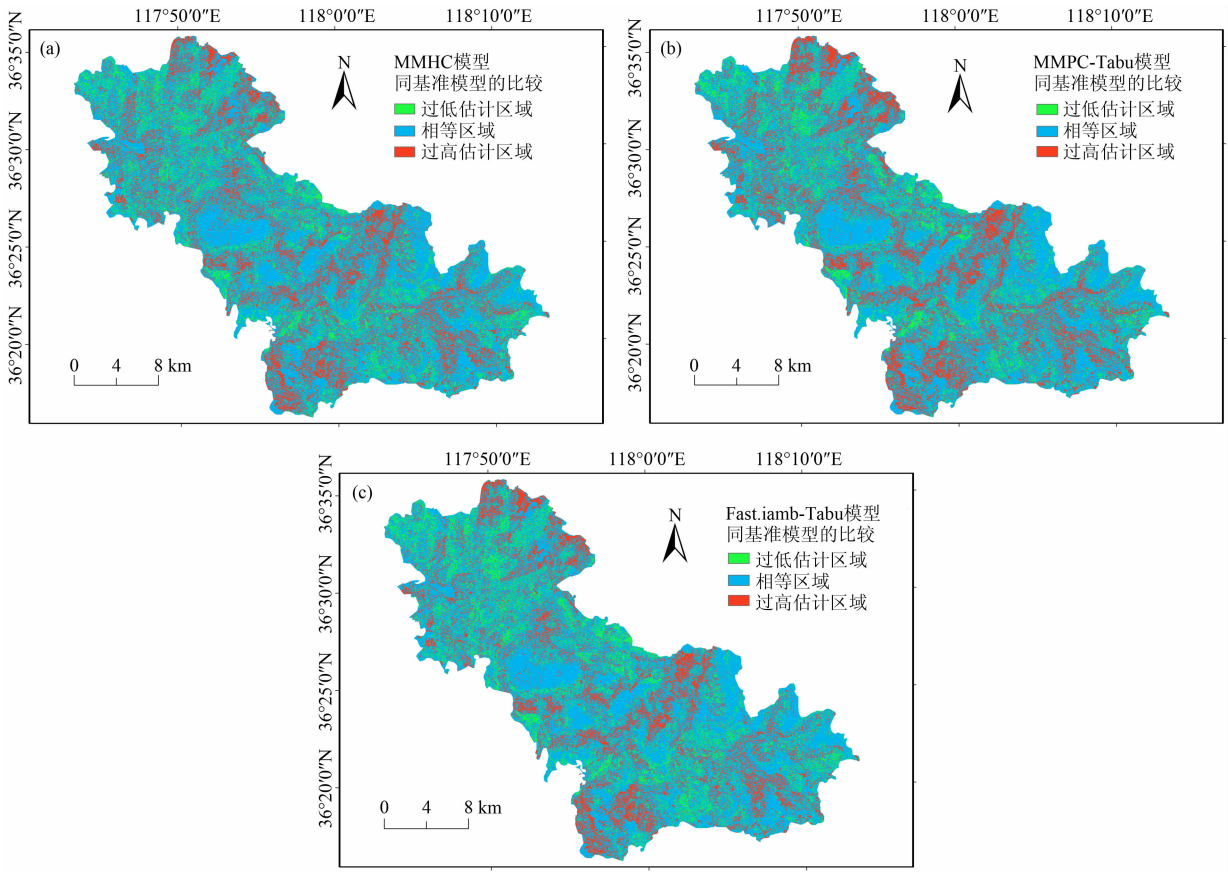 117°50′0″E 118°0′0″E 118°10′0″E
(a)
MMHC模型
同基准模型的比较
过低估计区域
相等区域
过高估计区域
N
36°35′0″N
36°30′0″N
36°25′0″N
36°20′0″N
0 4 8 km
117°50′0″E 118°0′0″E 118°10′0″E
(b)
MMPC-Tabu模型
同基准模型的比较
过低估计区域
相等区域
过高估计区域
N
36°35′0″N
36°30′0″N
36°25′0″N
36°20′0″N
0 4 8 km
117°50′0″E 118°0′0″E 118°10′0″E
(c)
Fast.iamb-Tabu模型
同基准模型的比较
过低估计区域
相等区域
过高估计区域
N
36°35′0″N
36°30′0″N
36°25′0″N
36°20′0″N
0 4 8 km